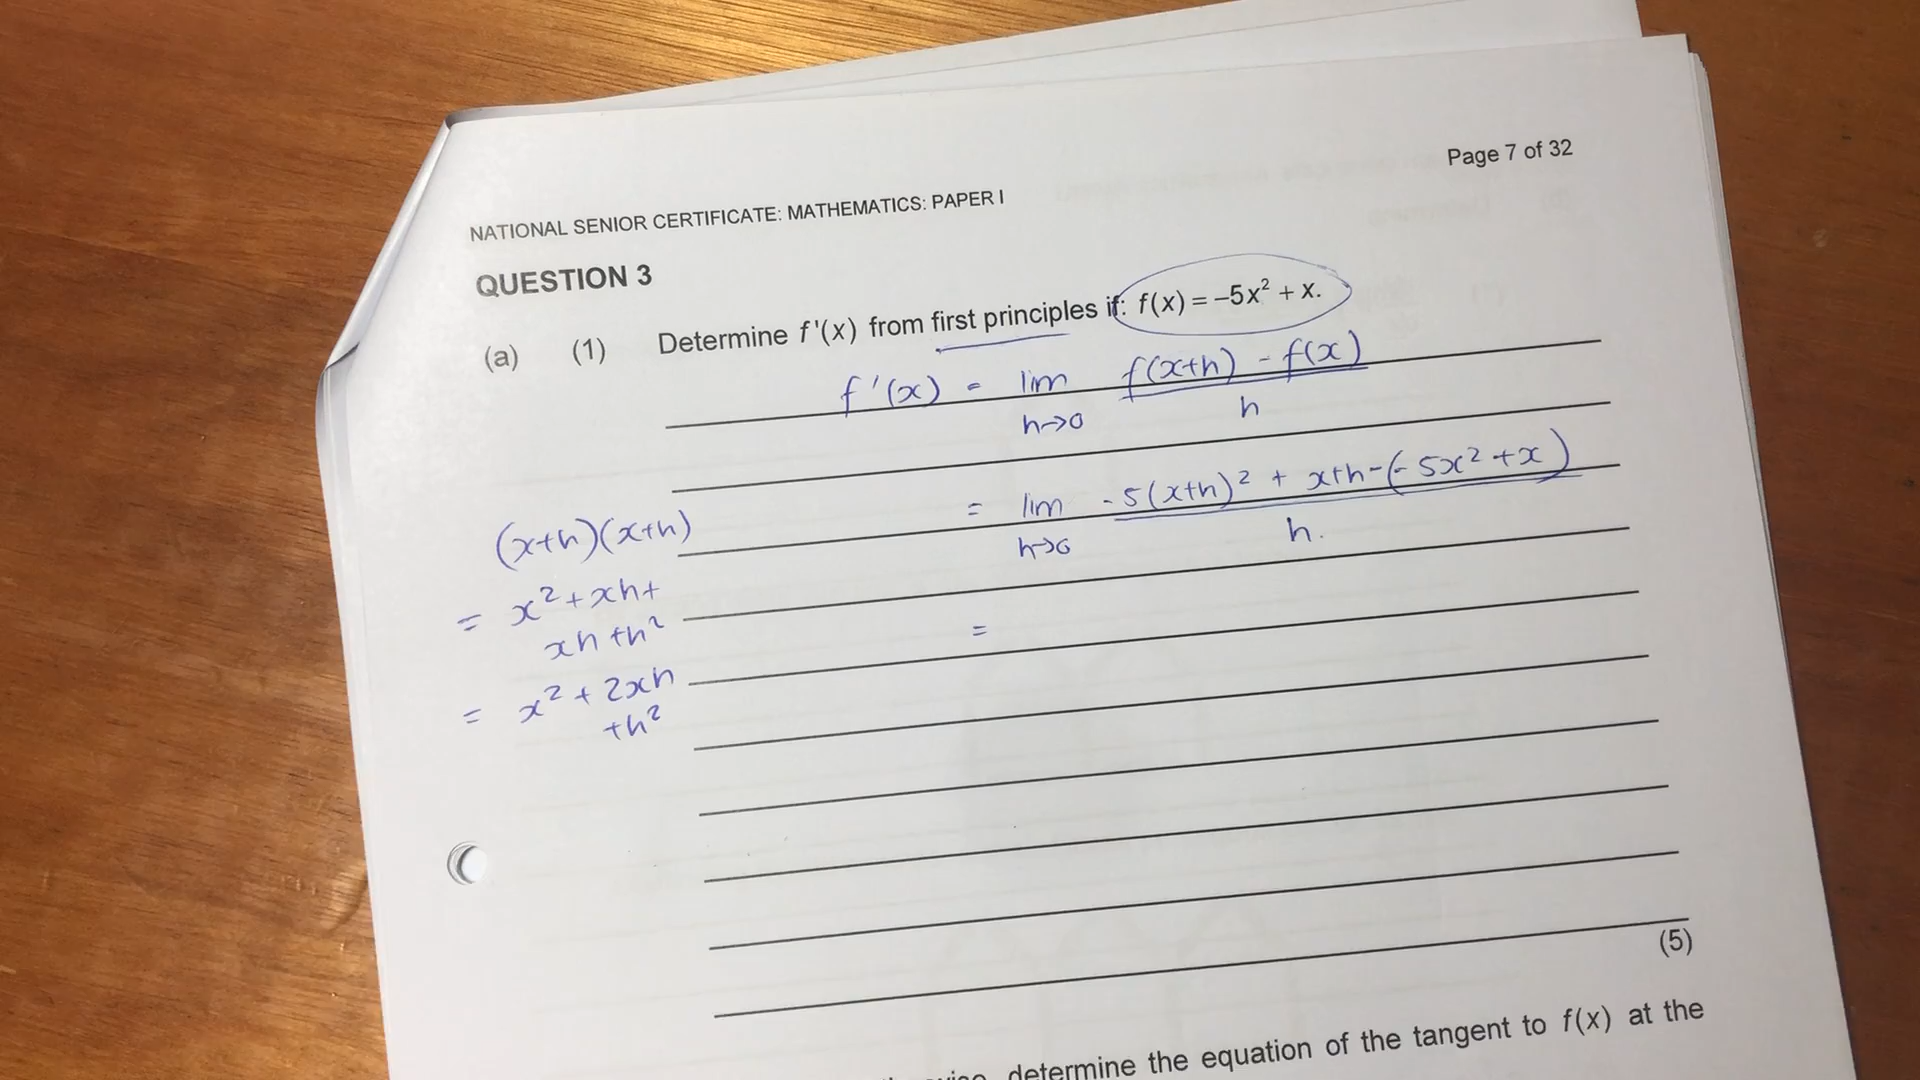 Page 7 of 32
NATIONAL SENIOR CERTIFICATE: MATHEMATICS: PAPER I
QUESTION 3
(a) (1) Determine f'(x) from first principles if: f(x) = –5x² + x.
f'(x) = lim f(x+h) - f(x)
h→0 h
= lim -5(x+h)² + x+h-(-5x²+x)
h→0 h.
(x+h)(x+h)
= x²+xh+
xh+h²
=
= x²+2xh
+h²
(5)
determine the equation of the tangent to f(x) at the